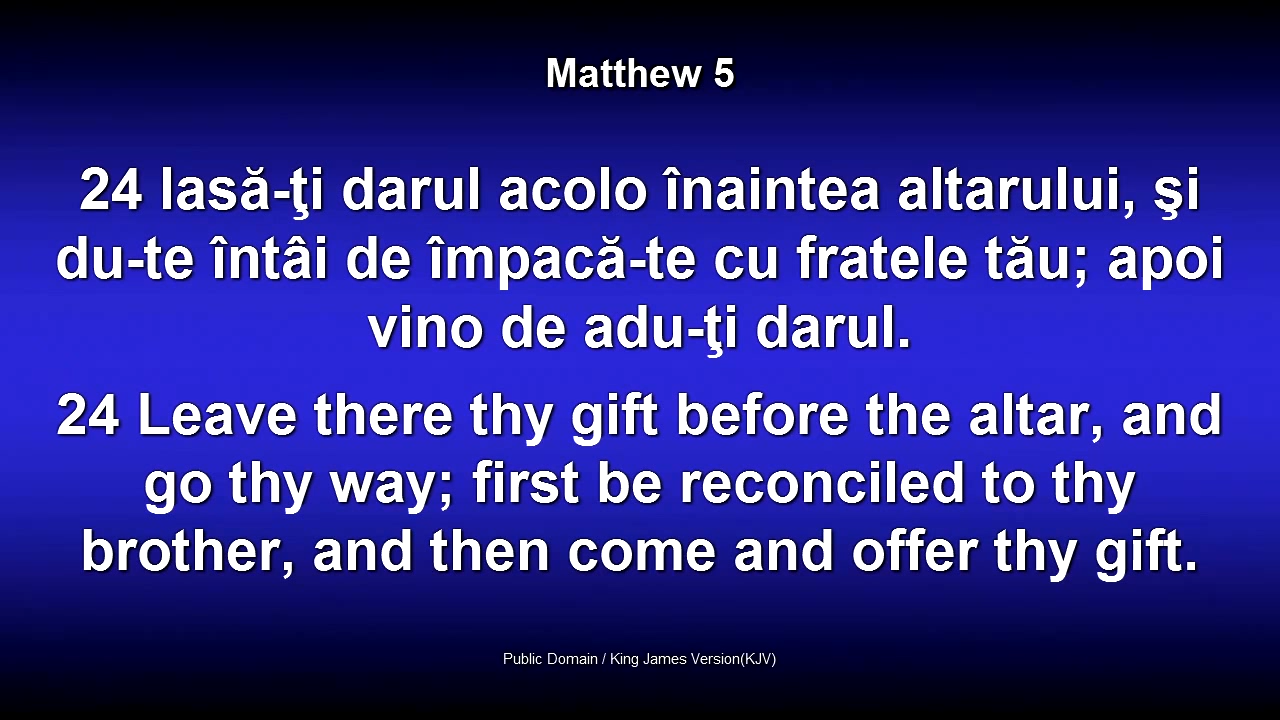 Matthew 5
24 lasă-ţi darul acolo înaintea altarului, şi
du-te întâi de împacă-te cu fratele tău; apoi
vino de adu-ţi darul.
24 Leave there thy gift before the altar, and
go thy way; first be reconciled to thy
brother, and then come and offer thy gift.
Public Domain / King James Version(KJV)